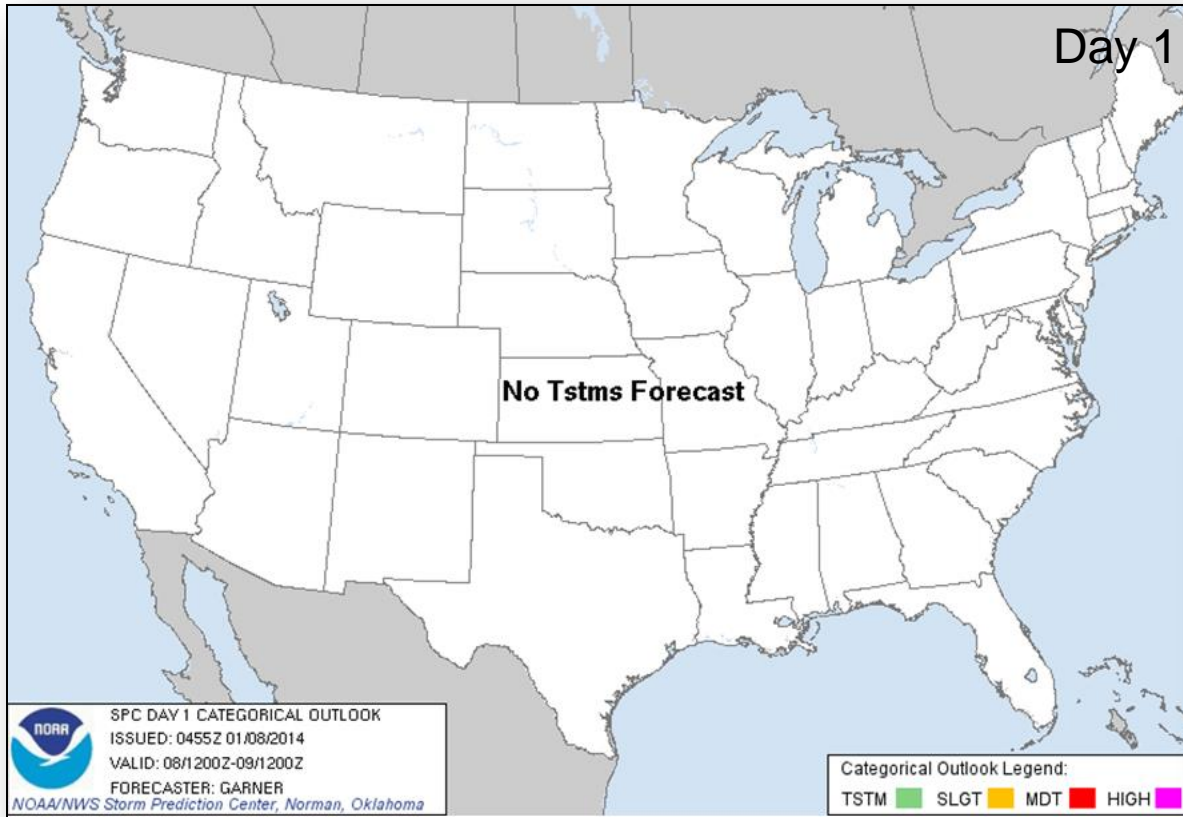 Day 1
No Tstms Forecast
NOAA
SPC DAY 1 CATEGORICAL OUTLOOK
ISSUED: 0455Z 01/08/2014
VALID: 08/1200Z-09/1200Z
FORECASTER: GARNER
NOAA/NWS Storm Prediction Center, Norman, Oklahoma
Categorical Outlook Legend:
TSTM SLGT MDT HIGH